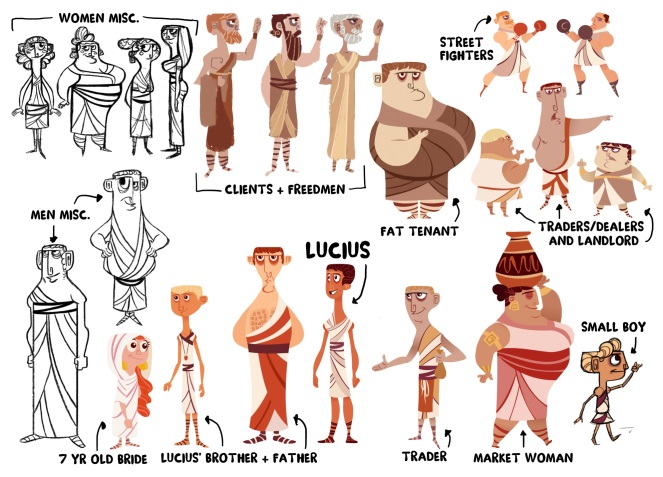 WOMEN MISC.
STREET
FIGHTERS
CLIENTS + FREEDMEN
MEN MISC.
FAT TENANT
TRADERS/DEALERS
AND LANDLORD
LUCIUS
SMALL BOY
7 YR OLD BRIDE
LUCIUS' BROTHER + FATHER
TRADER
MARKET WOMAN